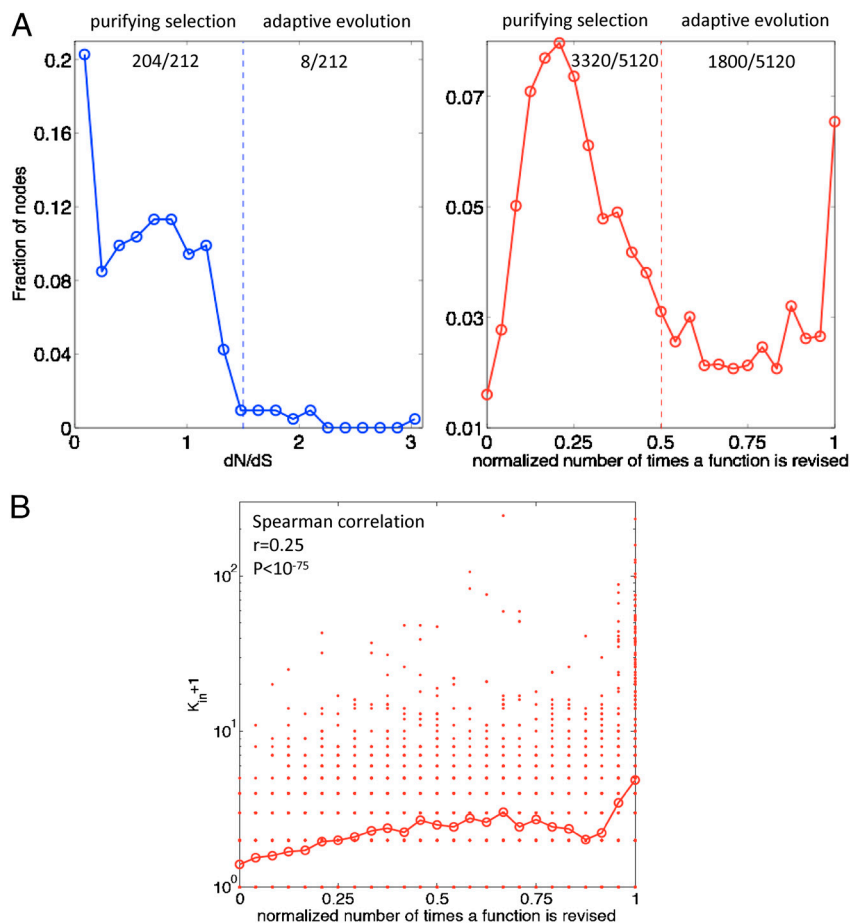 A
purifying selection adaptive evolution
204/212 8/212
0.2
0.16
0.12
0.08
0.04
0
Fraction of nodes
0 1 2 3
dN/dS
purifying selection adaptive evolution
3320/5120 1800/5120
0.07
0.05
0.03
0.01
0 0.25 0.5 0.75 1
normalized number of times a function is revised
B
Spearman correlation
r=0.25
P<10-75
102
101
100
Kin+1
0 0.25 0.5 0.75 1
normalized number of times a function is revised